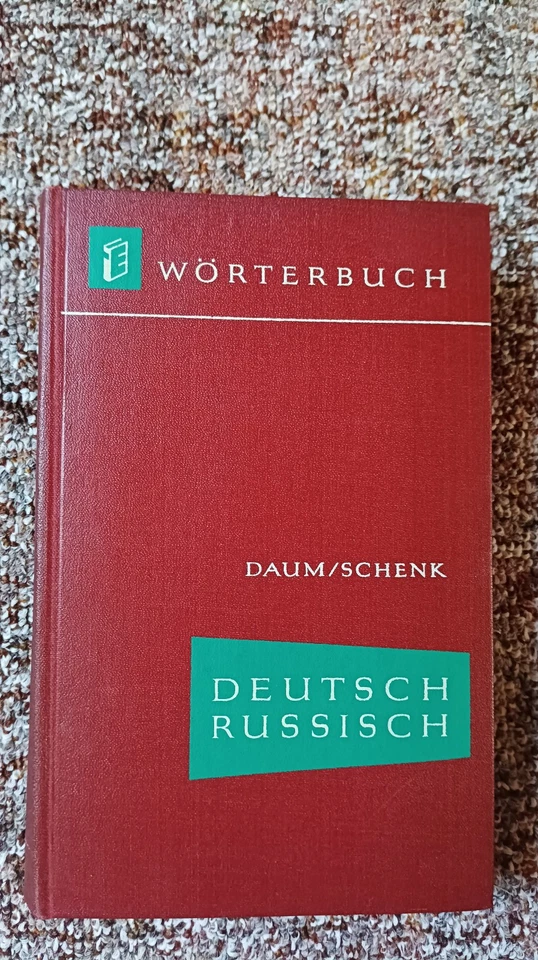 E WÖRTERBUCH
DAUM/SCHENK
DEUTSCH
RUSSISCH